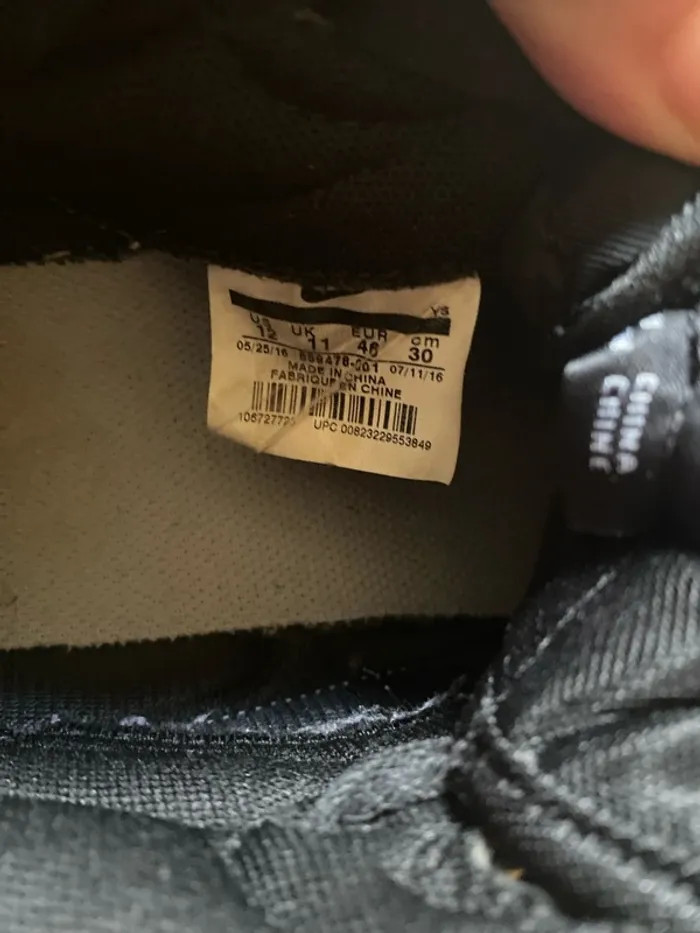 YS
US UK EUR cm
12 11 46 30
05/25/16 07/11/16
MADE IN CHINA
FABRIQUE EN CHINE
UPC 00823229553849
CHINA
CHINE